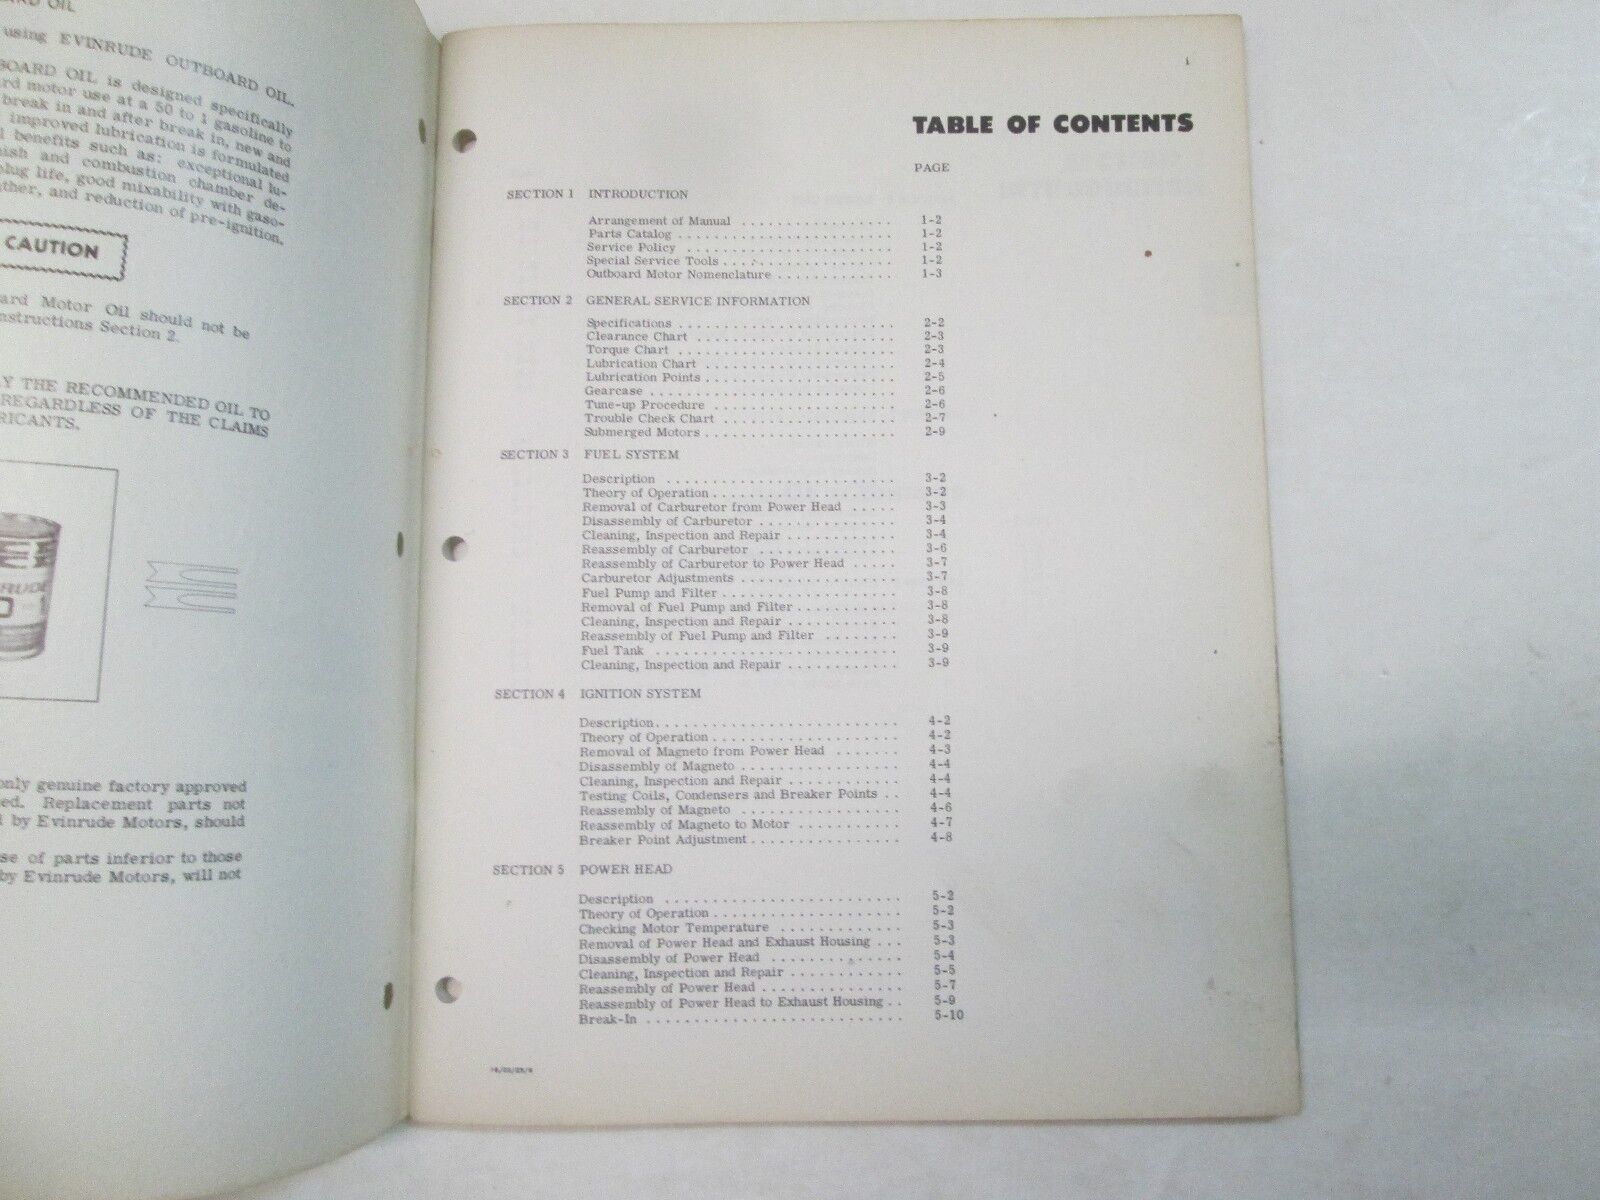 ARD OIL
using EVINRUDE OUTBOARD OIL.
BOARD OIL is designed specifically
rd motor use at a 50 to 1 gasoline to
break in and after break in, new and
improved lubrication is formulated
l benefits such as: exceptional lu-
nish and combustion chamber de-
plug life, good mixability with gaso-
ather, and reduction of pre-ignition.
CAUTION
ard Motor Oil should not be
nstructions Section 2.
Y THE RECOMMENDED OIL TO
REGARDLESS OF THE CLAIMS
RICANTS.
RUDE
only genuine factory approved
ed. Replacement parts not
d by Evinrude Motors, should
se of parts inferior to those
by Evinrude Motors, will not
i
TABLE OF CONTENTS
PAGE
SECTION 1 INTRODUCTION
Arrangement of Manual . . . . . . . . . . . . . . . . . 1-2
Parts Catalog . . . . . . . . . . . . . . . . . . . . . . . . 1-2
Service Policy . . . . . . . . . . . . . . . . . . . . . . . 1-2
Special Service Tools . . . . . . . . . . . . . . . . . . . 1-2
Outboard Motor Nomenclature . . . . . . . . . . . . . 1-3
SECTION 2 GENERAL SERVICE INFORMATION
Specifications . . . . . . . . . . . . . . . . . . . . . . . . 2-2
Clearance Chart . . . . . . . . . . . . . . . . . . . . . . 2-3
Torque Chart . . . . . . . . . . . . . . . . . . . . . . . . 2-3
Lubrication Chart . . . . . . . . . . . . . . . . . . . . . 2-4
Lubrication Points . . . . . . . . . . . . . . . . . . . . . 2-5
Gearcase . . . . . . . . . . . . . . . . . . . . . . . . . . . 2-6
Tune-up Procedure . . . . . . . . . . . . . . . . . . . . 2-6
Trouble Check Chart . . . . . . . . . . . . . . . . . . . 2-7
Submerged Motors . . . . . . . . . . . . . . . . . . . . . 2-9
SECTION 3 FUEL SYSTEM
Description . . . . . . . . . . . . . . . . . . . . . . . . . 3-2
Theory of Operation . . . . . . . . . . . . . . . . . . . . 3-2
Removal of Carburetor from Power Head . . . . . 3-3
Disassembly of Carburetor . . . . . . . . . . . . . . . 3-4
Cleaning, Inspection and Repair . . . . . . . . . . . . 3-4
Reassembly of Carburetor . . . . . . . . . . . . . . . 3-6
Reassembly of Carburetor to Power Head . . . . . 3-7
Carburetor Adjustments . . . . . . . . . . . . . . . . . 3-7
Fuel Pump and Filter . . . . . . . . . . . . . . . . . . . 3-8
Removal of Fuel Pump and Filter . . . . . . . . . . . 3-8
Cleaning, Inspection and Repair . . . . . . . . . . . . 3-8
Reassembly of Fuel Pump and Filter . . . . . . . . 3-9
Fuel Tank . . . . . . . . . . . . . . . . . . . . . . . . . . 3-9
Cleaning, Inspection and Repair . . . . . . . . . . . . 3-9
SECTION 4 IGNITION SYSTEM
Description . . . . . . . . . . . . . . . . . . . . . . . . . . 4-2
Theory of Operation . . . . . . . . . . . . . . . . . . . . 4-2
Removal of Magneto from Power Head . . . . . . . 4-3
Disassembly of Magneto . . . . . . . . . . . . . . . . . 4-4
Cleaning, Inspection and Repair . . . . . . . . . . . . 4-4
Testing Coils, Condensers and Breaker Points . . 4-4
Reassembly of Magneto . . . . . . . . . . . . . . . . . 4-6
Reassembly of Magneto to Motor . . . . . . . . . . . 4-7
Breaker Point Adjustment . . . . . . . . . . . . . . . . 4-8
SECTION 5 POWER HEAD
Description . . . . . . . . . . . . . . . . . . . . . . . . . 5-2
Theory of Operation . . . . . . . . . . . . . . . . . . . . 5-2
Checking Motor Temperature . . . . . . . . . . . . . 5-3
Removal of Power Head and Exhaust Housing . . . 5-3
Disassembly of Power Head . . . . . . . . . . . . . . 5-4
Cleaning, Inspection and Repair . . . . . . . . . . . . 5-5
Reassembly of Power Head . . . . . . . . . . . . . . . 5-7
Reassembly of Power Head to Exhaust Housing . . 5-9
Break-In . . . . . . . . . . . . . . . . . . . . . . . . . . . 5-10